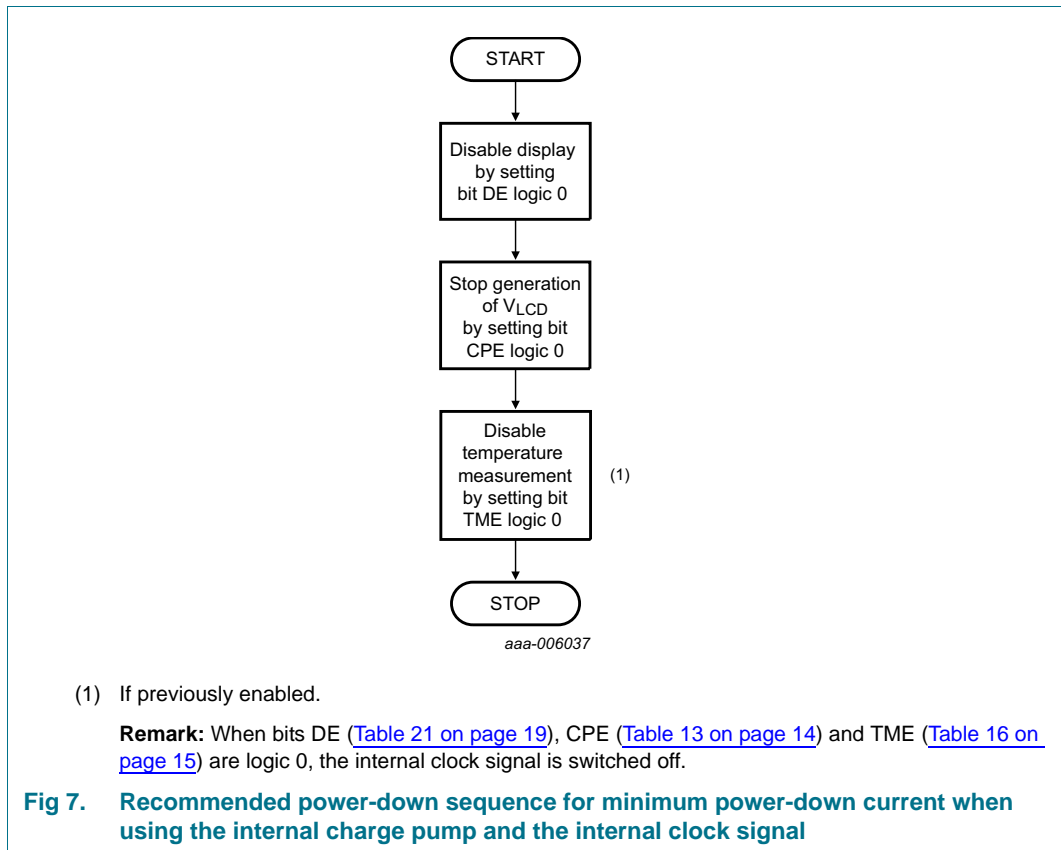 START
Disable display
by setting
bit DE logic 0
Stop generation
of VLCD
by setting bit
CPE logic 0
Disable
temperature
measurement
by setting bit
TME logic 0
(1)
STOP
aaa-006037
(1) If previously enabled.
Remark: When bits DE (Table 21 on page 19), CPE (Table 13 on page 14) and TME (Table 16 on
page 15) are logic 0, the internal clock signal is switched off.
Fig 7. Recommended power-down sequence for minimum power-down current when
using the internal charge pump and the internal clock signal